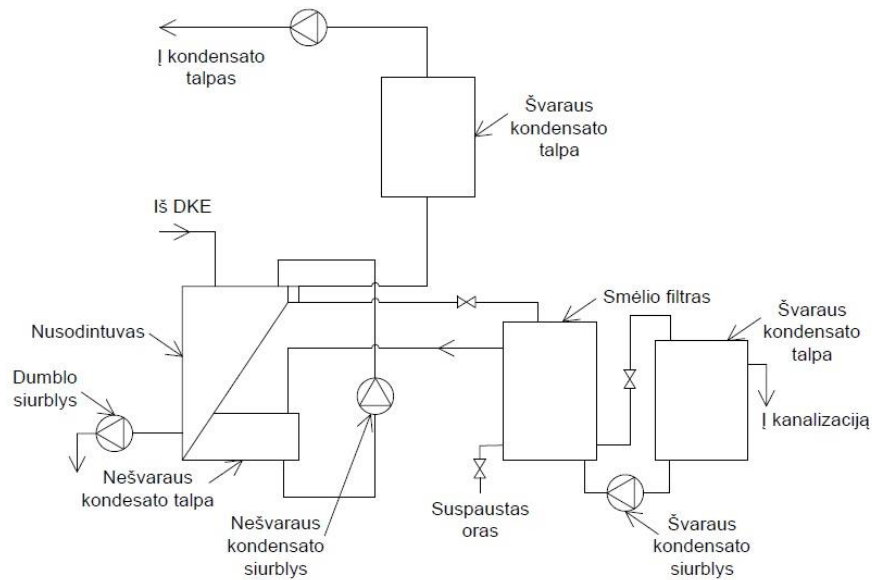 Į kondensato
talpas
Švaraus
kondensato
talpa
Iš DKE
Smėlio filtras
Švaraus
kondensato
talpa
Nusodintuvas
Dumblo
siurblys
Į kanalizaciją
Nešvaraus
kondesato talpa
Nešvaraus
kondensato
siurblys
Suspaustas
oras
Švaraus
kondensato
siurblys